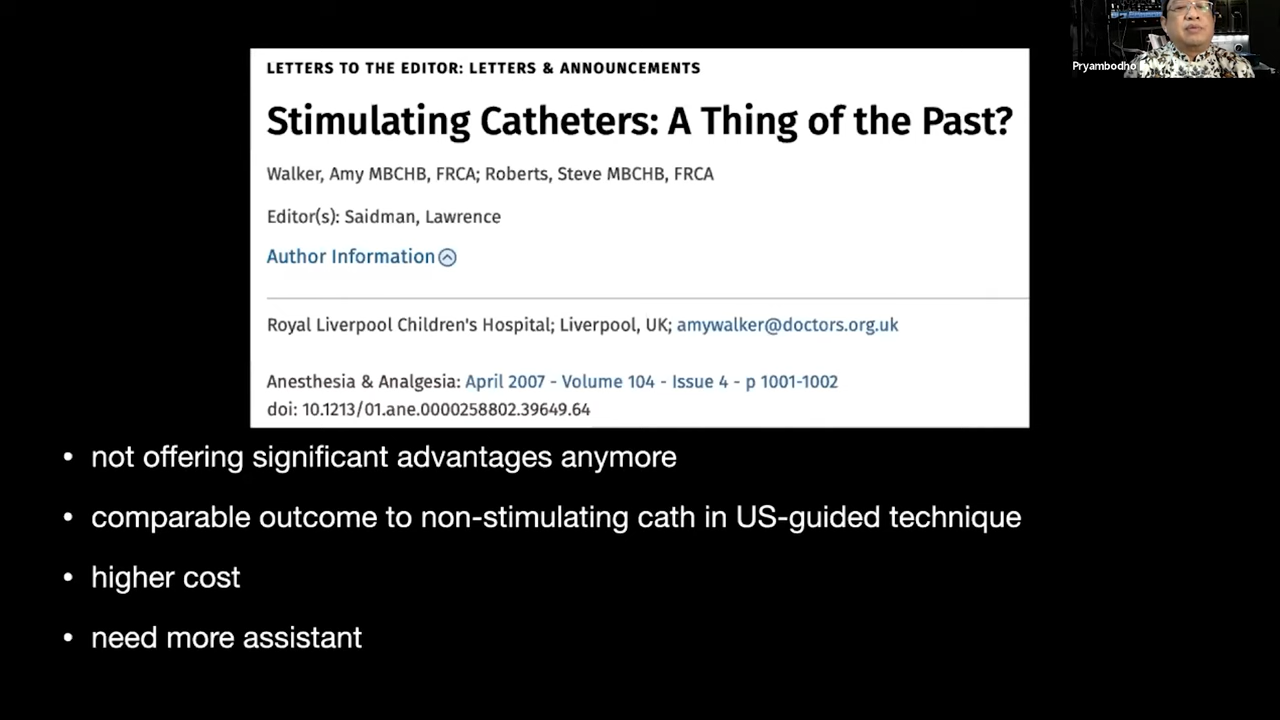 Pryambodho
LETTERS TO THE EDITOR: LETTERS & ANNOUNCEMENTS
Stimulating Catheters: A Thing of the Past?
Walker, Amy MBCHB, FRCA; Roberts, Steve MBCHB, FRCA
Editor(s): Saidman, Lawrence
Author Information
Royal Liverpool Children's Hospital; Liverpool, UK; amywalker@doctors.org.uk
Anesthesia & Analgesia: April 2007 - Volume 104 - Issue 4 - p 1001-1002
doi: 10.1213/01.ane.0000258802.39649.64
• not offering significant advantages anymore
• comparable outcome to non-stimulating cath in US-guided technique
• higher cost
• need more assistant